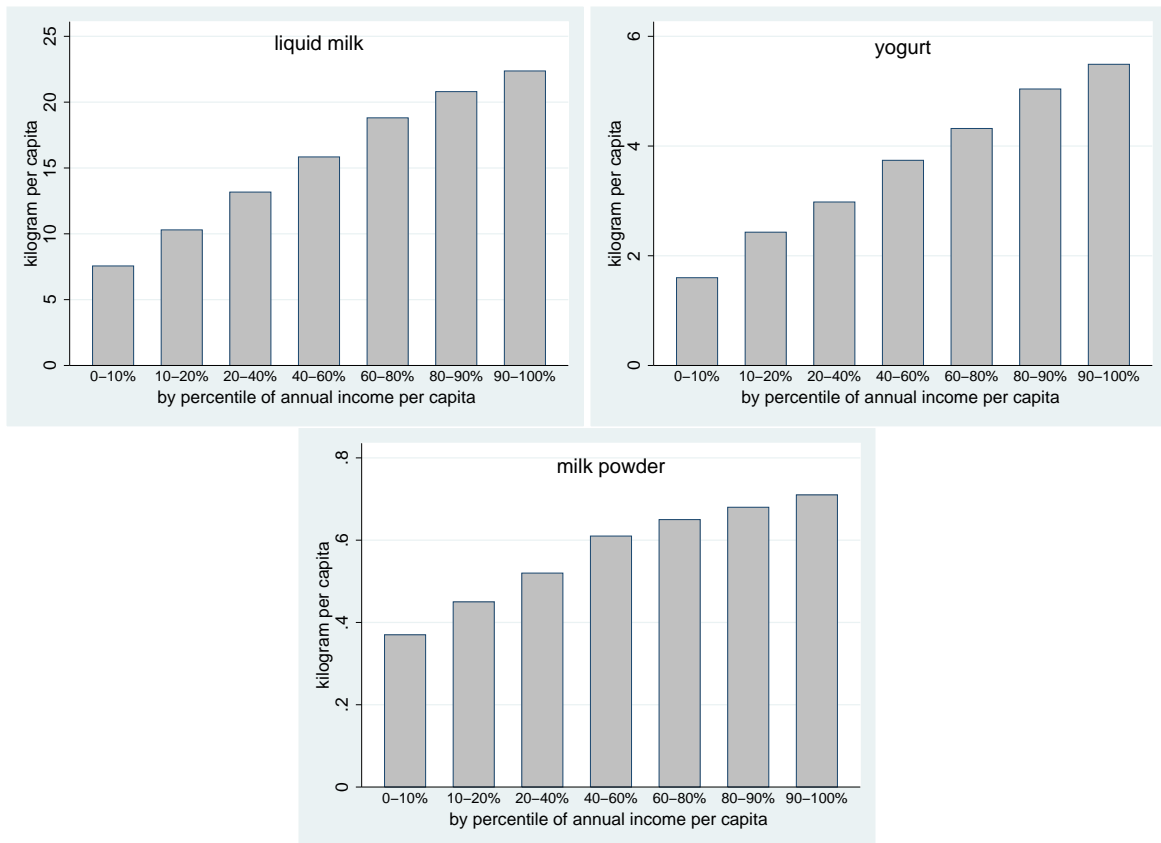 liquid milk
kilogram per capita
25
20
15
10
5
0
0–10% 10–20% 20–40% 40–60% 60–80% 80–90% 90–100%
by percentile of annual income per capita
yogurt
kilogram per capita
6
4
2
0
0–10% 10–20% 20–40% 40–60% 60–80% 80–90% 90–100%
by percentile of annual income per capita
milk powder
kilogram per capita
.8
.6
.4
.2
0
0–10% 10–20% 20–40% 40–60% 60–80% 80–90% 90–100%
by percentile of annual income per capita